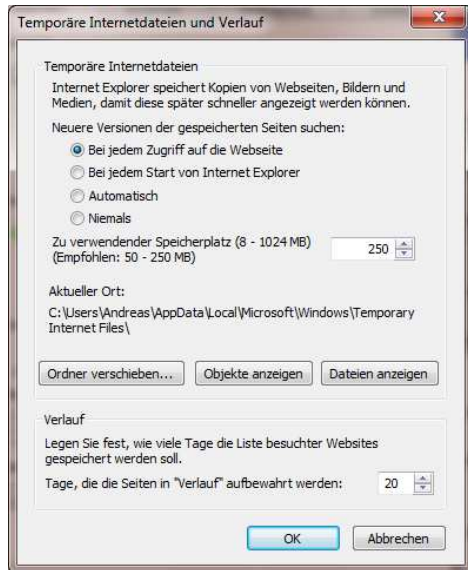 Temporäre Internetdateien und Verlauf
Temporäre Internetdateien
Internet Explorer speichert Kopien von Webseiten, Bildern und
Medien, damit diese später schneller angezeigt werden können.
Neuere Versionen der gespeicherten Seiten suchen:
Bei jedem Zugriff auf die Webseite
Bei jedem Start von Internet Explorer
Automatisch
Niemals
Zu verwendender Speicherplatz (8 - 1024 MB)
(Empfohlen: 50 - 250 MB)
250
Aktueller Ort:
C:\Users\Andreas\AppData\Local\Microsoft\Windows\Temporary
Internet Files\
Ordner verschieben... Objekte anzeigen Dateien anzeigen
Verlauf
Legen Sie fest, wie viele Tage die Liste besuchter Websites
gespeichert werden soll.
Tage, die die Seiten in "Verlauf" aufbewahrt werden: 20
OK Abbrechen